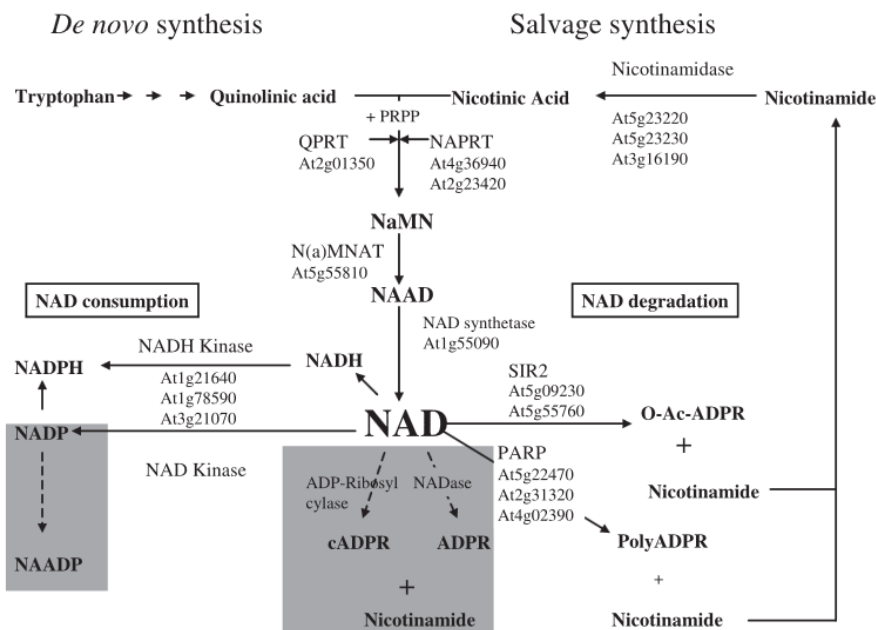 De novo synthesis
Salvage synthesis
Nicotinamidase
Tryptophan
Quinolinic acid
Nicotinic Acid
Nicotinamide
+ PRPP
At5g23220
At5g23230
At3g16190
QPRT
At2g01350
NAPRT
At4g36940
At2g23420
NaMN
N(a)MNAT
At5g55810
NAAD
NAD consumption
NAD degradation
NAD synthetase
At1g55090
NADH Kinase
NADH
NADPH
At1g21640
At1g78590
At3g21070
SIR2
At5g09230
At5g55760
O-Ac-ADPR
+
Nicotinamide
NAD
NADP
NAD Kinase
PARP
At5g22470
At2g31320
At4g02390
ADP-Ribosyl
cylase
NADase
cADPR
ADPR
PolyADPR
NAADP
+
Nicotinamide
+
Nicotinamide